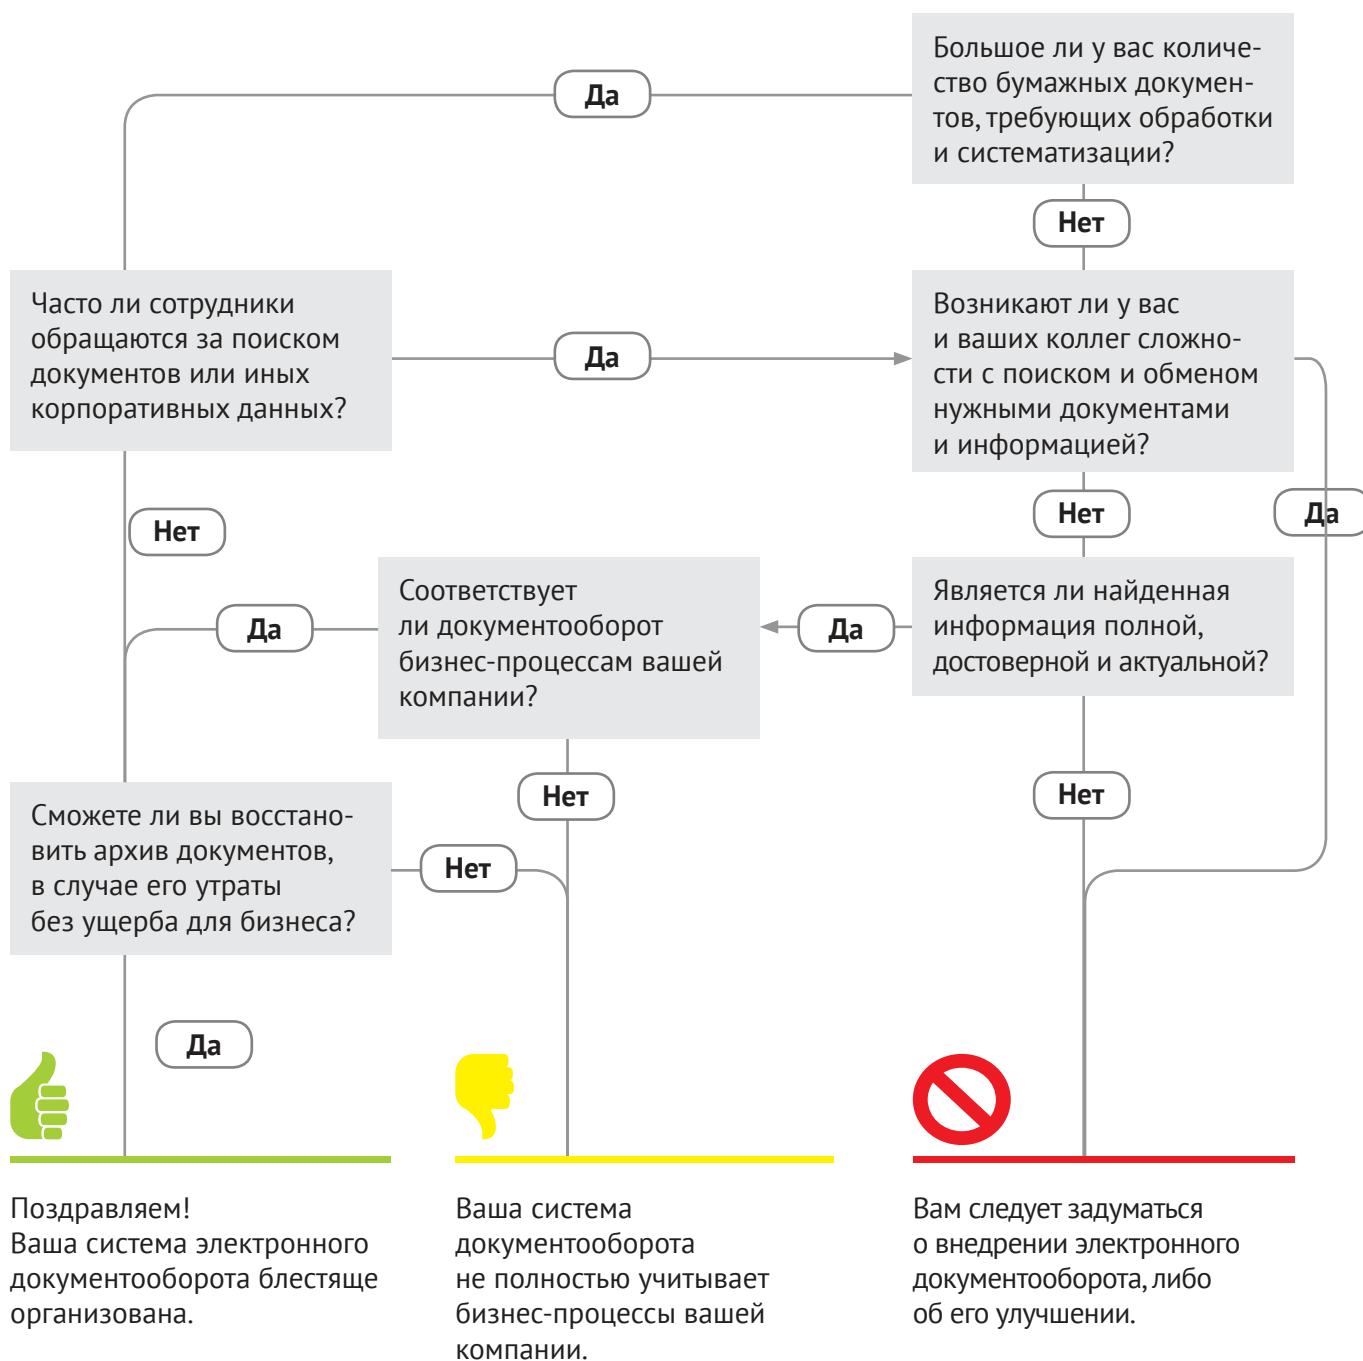 Большое ли у вас количе-
ство бумажных докумен-
тов, требующих обработки
и систематизации?
Да
Нет
Часто ли сотрудники
обращаются за поиском
документов или иных
корпоративных данных?
Да
Возникают ли у вас
и ваших коллег сложно-
сти с поиском и обменом
нужными документами
и информацией?
Нет
Нет
Да
Соответствует
ли документооборот
бизнес-процессам вашей
компании?
Да
Да
Является ли найденная
информация полной,
достоверной и актуальной?
Нет
Нет
Сможете ли вы восстано-
вить архив документов,
в случае его утраты
без ущерба для бизнеса?
Нет
Да
Поздравляем!
Ваша система электронного
документооборота блестяще
организована.
Ваша система
документооборота
не полностью учитывает
бизнес-процессы вашей
компании.
Вам следует задуматься
о внедрении электронного
документооборота, либо
об его улучшении.